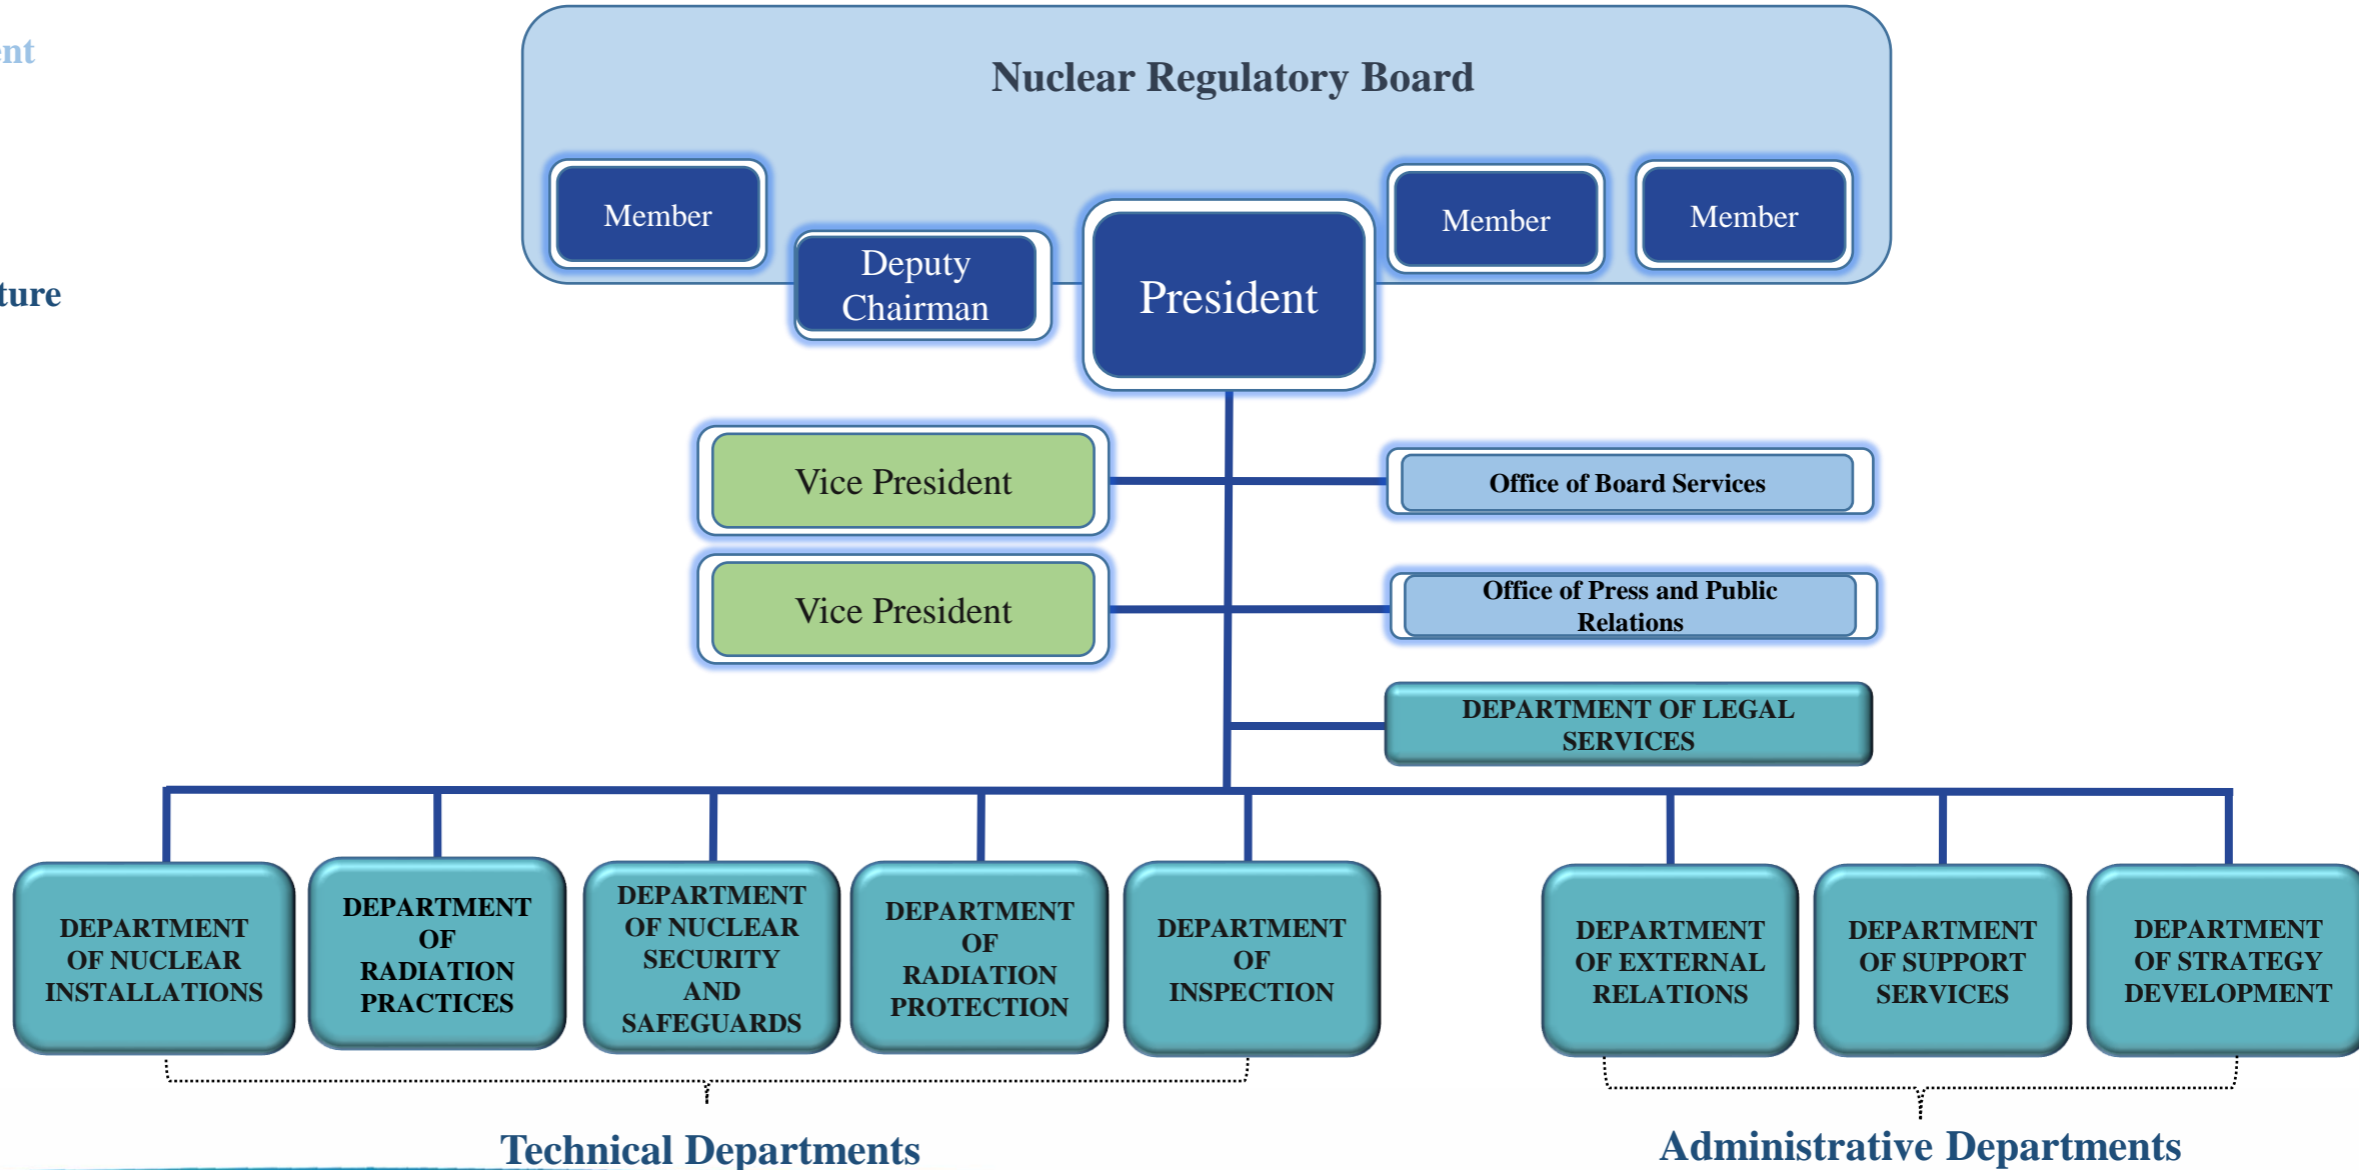 ent
Nuclear Regulatory Board
Member
Member
Member
Deputy
Chairman
President
ture
Vice President
Office of Board Services
Vice President
Office of Press and Public
Relations
DEPARTMENT OF LEGAL
SERVICES
DEPARTMENT
OF NUCLEAR
INSTALLATIONS
DEPARTMENT
OF
RADIATION
PRACTICES
DEPARTMENT
OF NUCLEAR
SECURITY
AND
SAFEGUARDS
DEPARTMENT
OF
RADIATION
PROTECTION
DEPARTMENT
OF
INSPECTION
DEPARTMENT
OF EXTERNAL
RELATIONS
DEPARTMENT
OF SUPPORT
SERVICES
DEPARTMENT
OF STRATEGY
DEVELOPMENT
Technical Departments
Administrative Departments